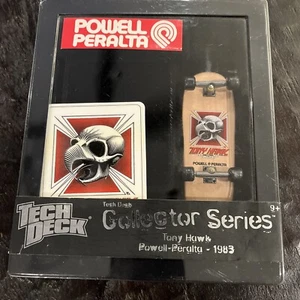 POWELL
PERALTA
TONY HAWK
POWELL PERALTA
TECH
DECK
Tech Deck
Collector Series
9+
Tony Hawk
Powell-Peralta - 1983